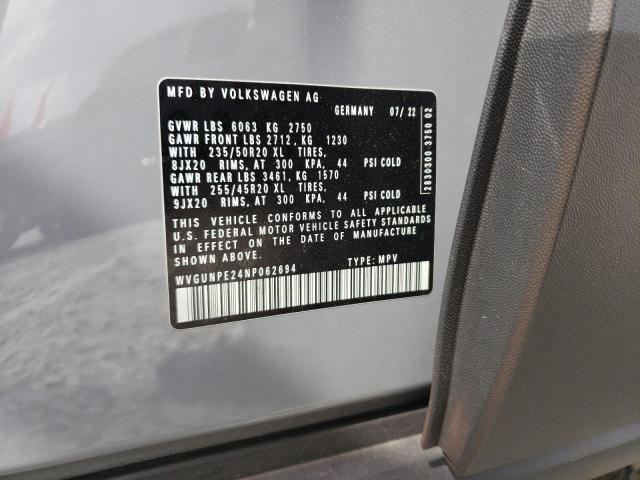 MFD BY VOLKSWAGEN AG
GERMANY 07/22
GVWR LBS 6063 KG 2750
GAWR FRONT LBS 2712, KG 1230
WITH 235/50R20 XL TIRES,
8JX20 RIMS, AT 300 KPA, 44 PSI COLD
GAWR REAR LBS 3461, KG 1570
WITH 255/45R20 XL TIRES,
9JX20 RIMS, AT 300 KPA, 44 PSI COLD
THIS VEHICLE CONFORMS TO ALL APPLICABLE
U.S. FEDERAL MOTOR VEHICLE SAFETY STANDARDS
IN EFFECT ON THE DATE OF MANUFACTURE
WVGUNPE24NP062694 TYPE: MPV
2830300 3750 02